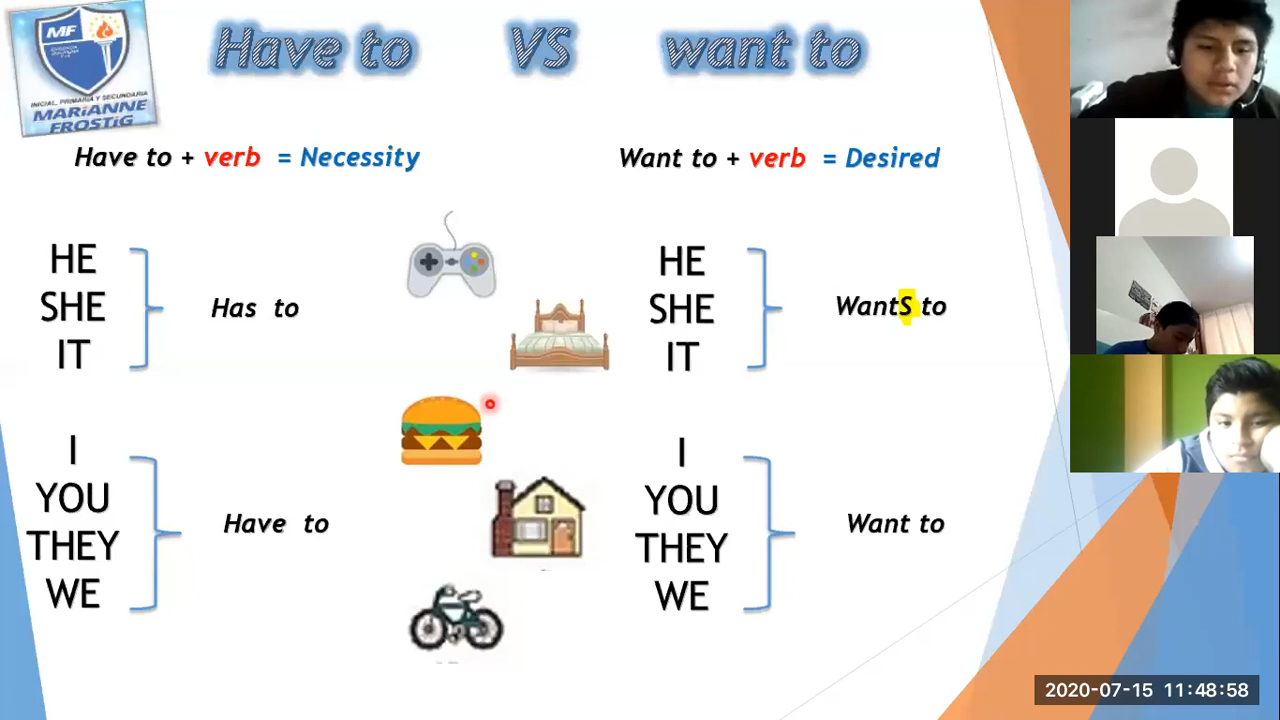 MF
INICIAL, PRIMARIA Y SECUNDARIA
MARIANNE
FROSTIG
Have to VS want to
Have to + verb = Necessity
Want to + verb = Desired
HE
SHE
IT
Has to
HE
SHE
IT
WantS to
I
YOU
THEY
WE
Have to
I
YOU
THEY
WE
Want to
2020-07-15 11:48:58